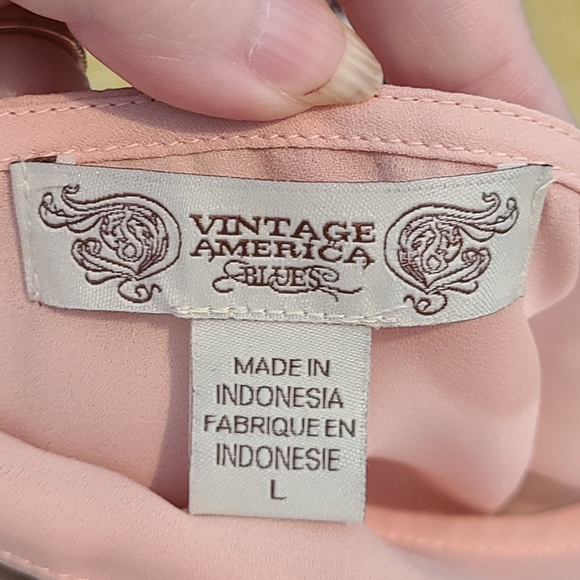 VINTAGE
AMERICA
BLUES
MADE IN
INDONESIA
FABRIQUE EN
INDONESIE
L